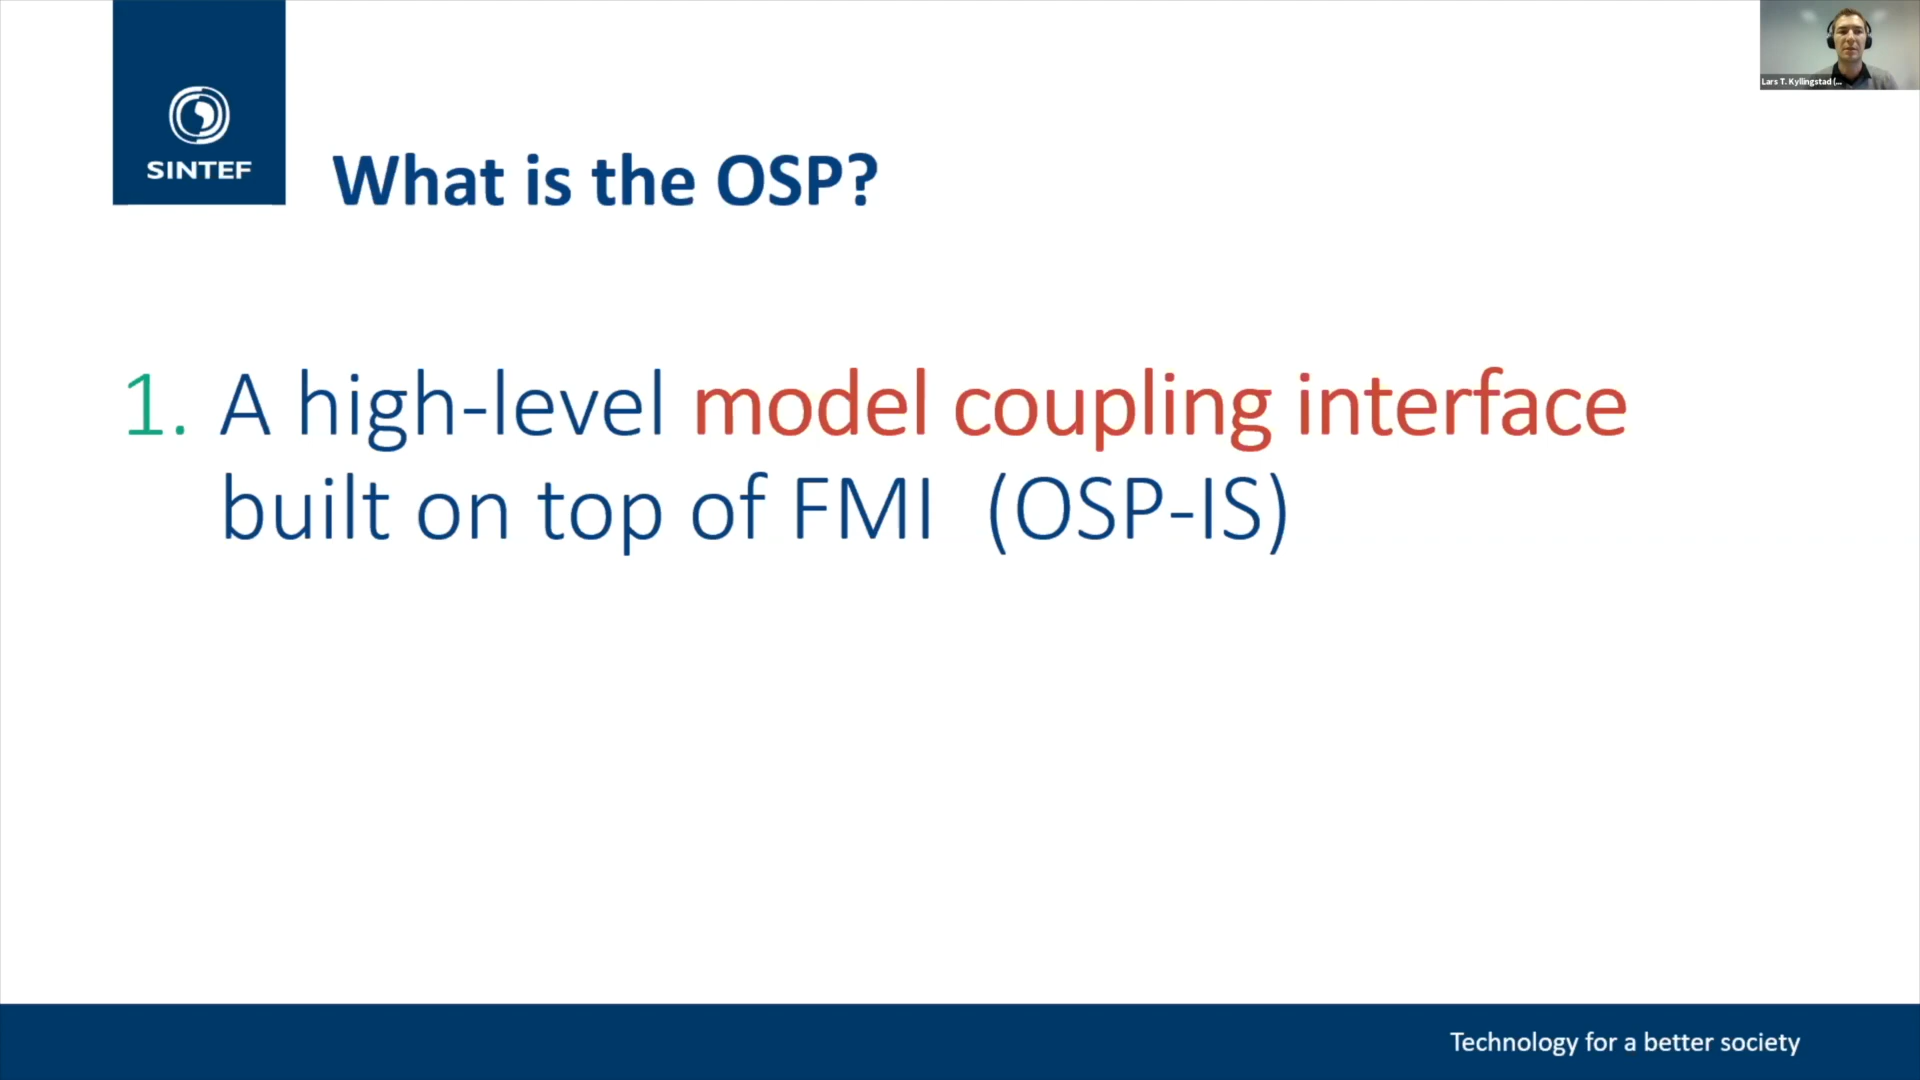 Lars T. Kyllingstad (...
SINTEF
What is the OSP?
1. A high-level model coupling interface
built on top of FMI (OSP-IS)
Technology for a better society